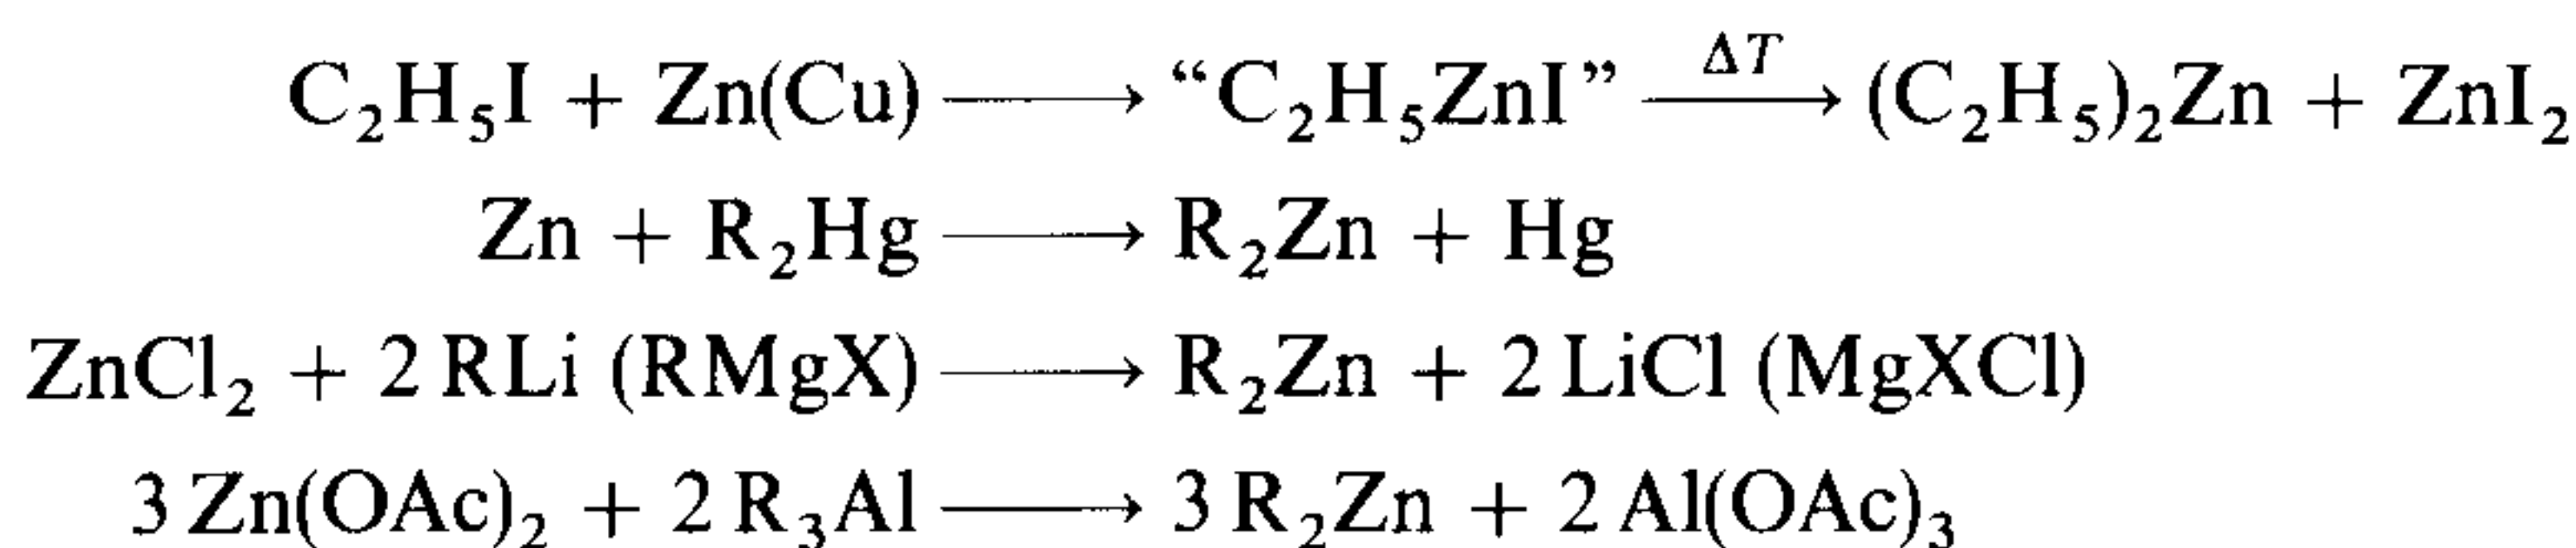 C₂H₅I + Zn(Cu) ⟶ “C₂H₅ZnI” ΔT⟶ (C₂H₅)₂Zn + ZnI₂
Zn + R₂Hg ⟶ R₂Zn + Hg
ZnCl₂ + 2 RLi (RMgX) ⟶ R₂Zn + 2 LiCl (MgXCl)
3 Zn(OAc)₂ + 2 R₃Al ⟶ 3 R₂Zn + 2 Al(OAc)₃